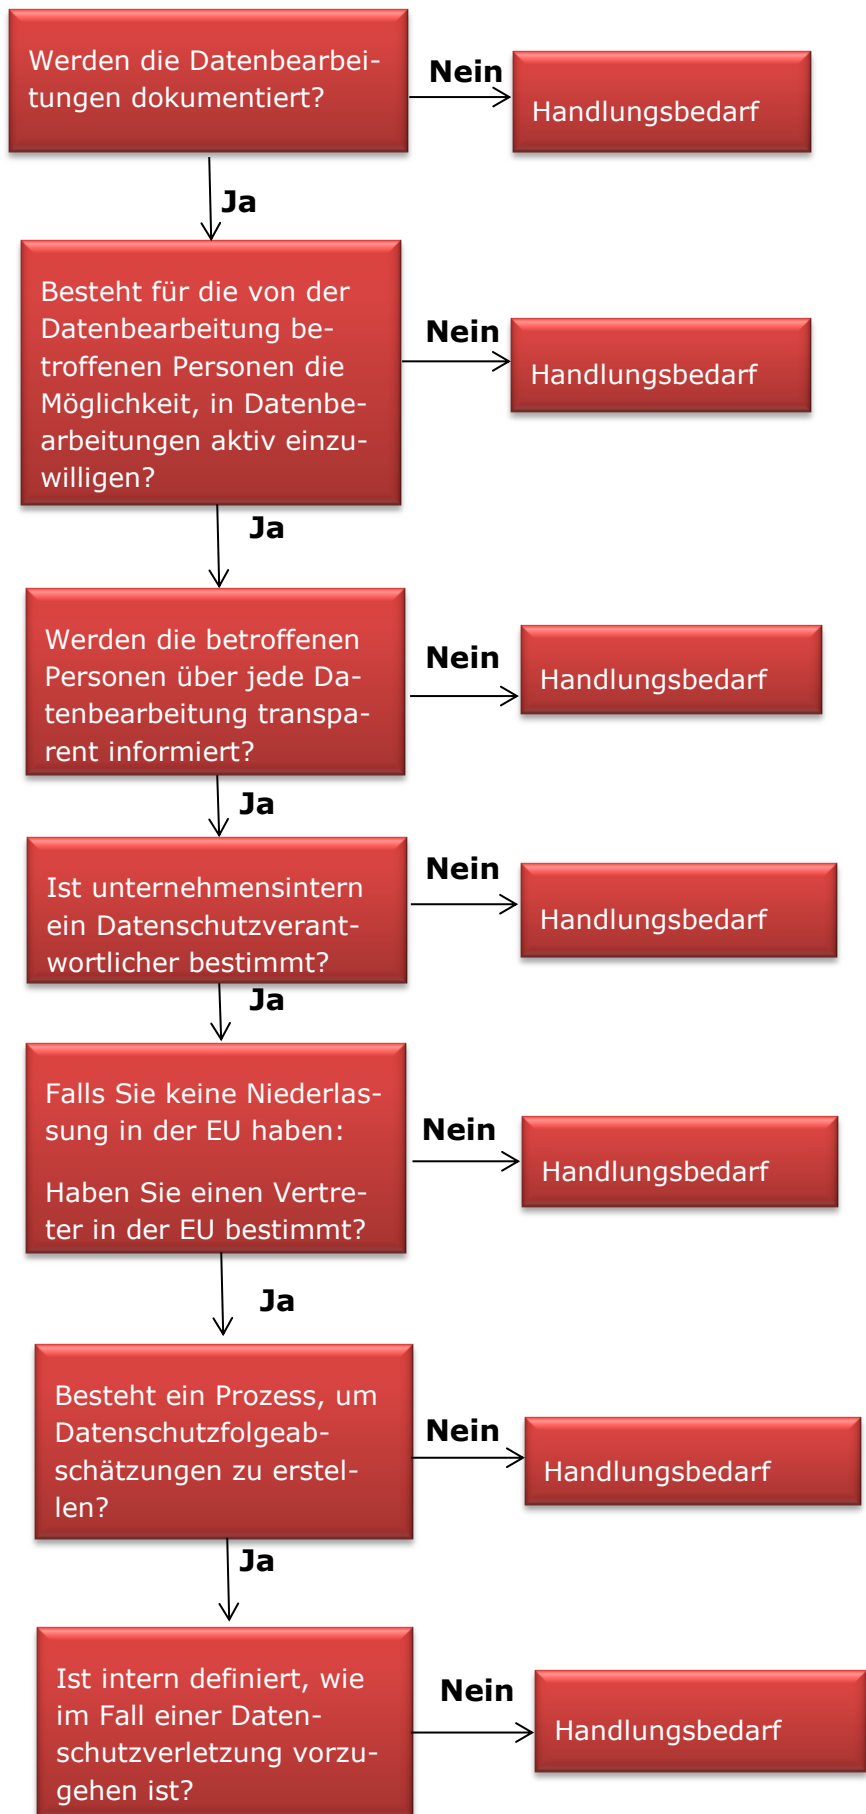 Werden die Datenbearbei-
tungen dokumentiert?
Nein
Handlungsbedarf
Ja
Besteht für die von der
Datenbearbeitung be-
troffenen Personen die
Möglichkeit, in Datenbe-
arbeitungen aktiv einzu-
willigen?
Nein
Handlungsbedarf
Ja
Werden die betroffenen
Personen über jede Da-
tenbearbeitung transpa-
rent informiert?
Nein
Handlungsbedarf
Ja
Ist unternehmensintern
ein Datenschutzverant-
wortlicher bestimmt?
Nein
Handlungsbedarf
Ja
Falls Sie keine Niederlas-
sung in der EU haben:
Haben Sie einen Vertre-
ter in der EU bestimmt?
Nein
Handlungsbedarf
Ja
Besteht ein Prozess, um
Datenschutzfolgeab-
schätzungen zu erstel-
len?
Nein
Handlungsbedarf
Ja
Ist intern definiert, wie
im Fall einer Daten-
schutzverletzung vorzu-
gehen ist?
Nein
Handlungsbedarf